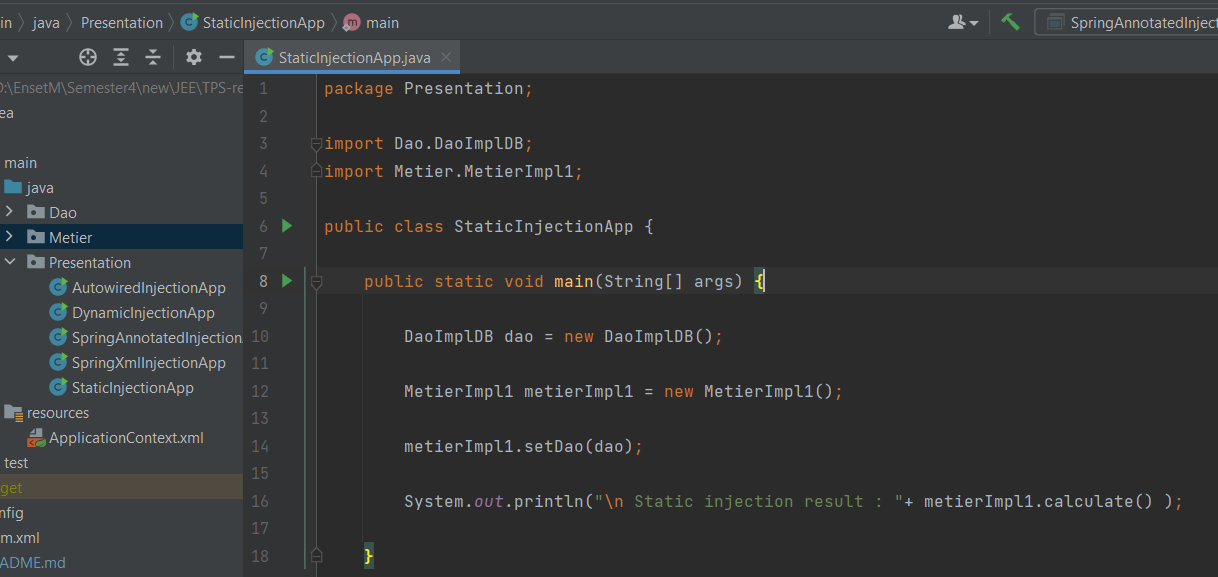 in > java > Presentation > StaticInjectionApp > main
SpringAnnotatedInject
StaticInjectionApp.java
D:\EnsetM\Semester4\new\JEE\TPS-re
ea
main
java
Dao
Metier
Presentation
AutowiredInjectionApp
DynamicInjectionApp
SpringAnnotatedInjection
SpringXmlInjectionApp
StaticInjectionApp
resources
ApplicationContext.xml
test
get
nfig
m.xml
ADME.md
1 package Presentation;
2
3 import Dao.DaoImplDB;
4 import Metier.MetierImpl1;
5
6 public class StaticInjectionApp {
7
8 public static void main(String[] args) {
9
10 DaoImplDB dao = new DaoImplDB();
11
12 MetierImpl1 metierImpl1 = new MetierImpl1();
13
14 metierImpl1.setDao(dao);
15
16 System.out.println("\n Static injection result : "+ metierImpl1.calculate() );
17
18 }